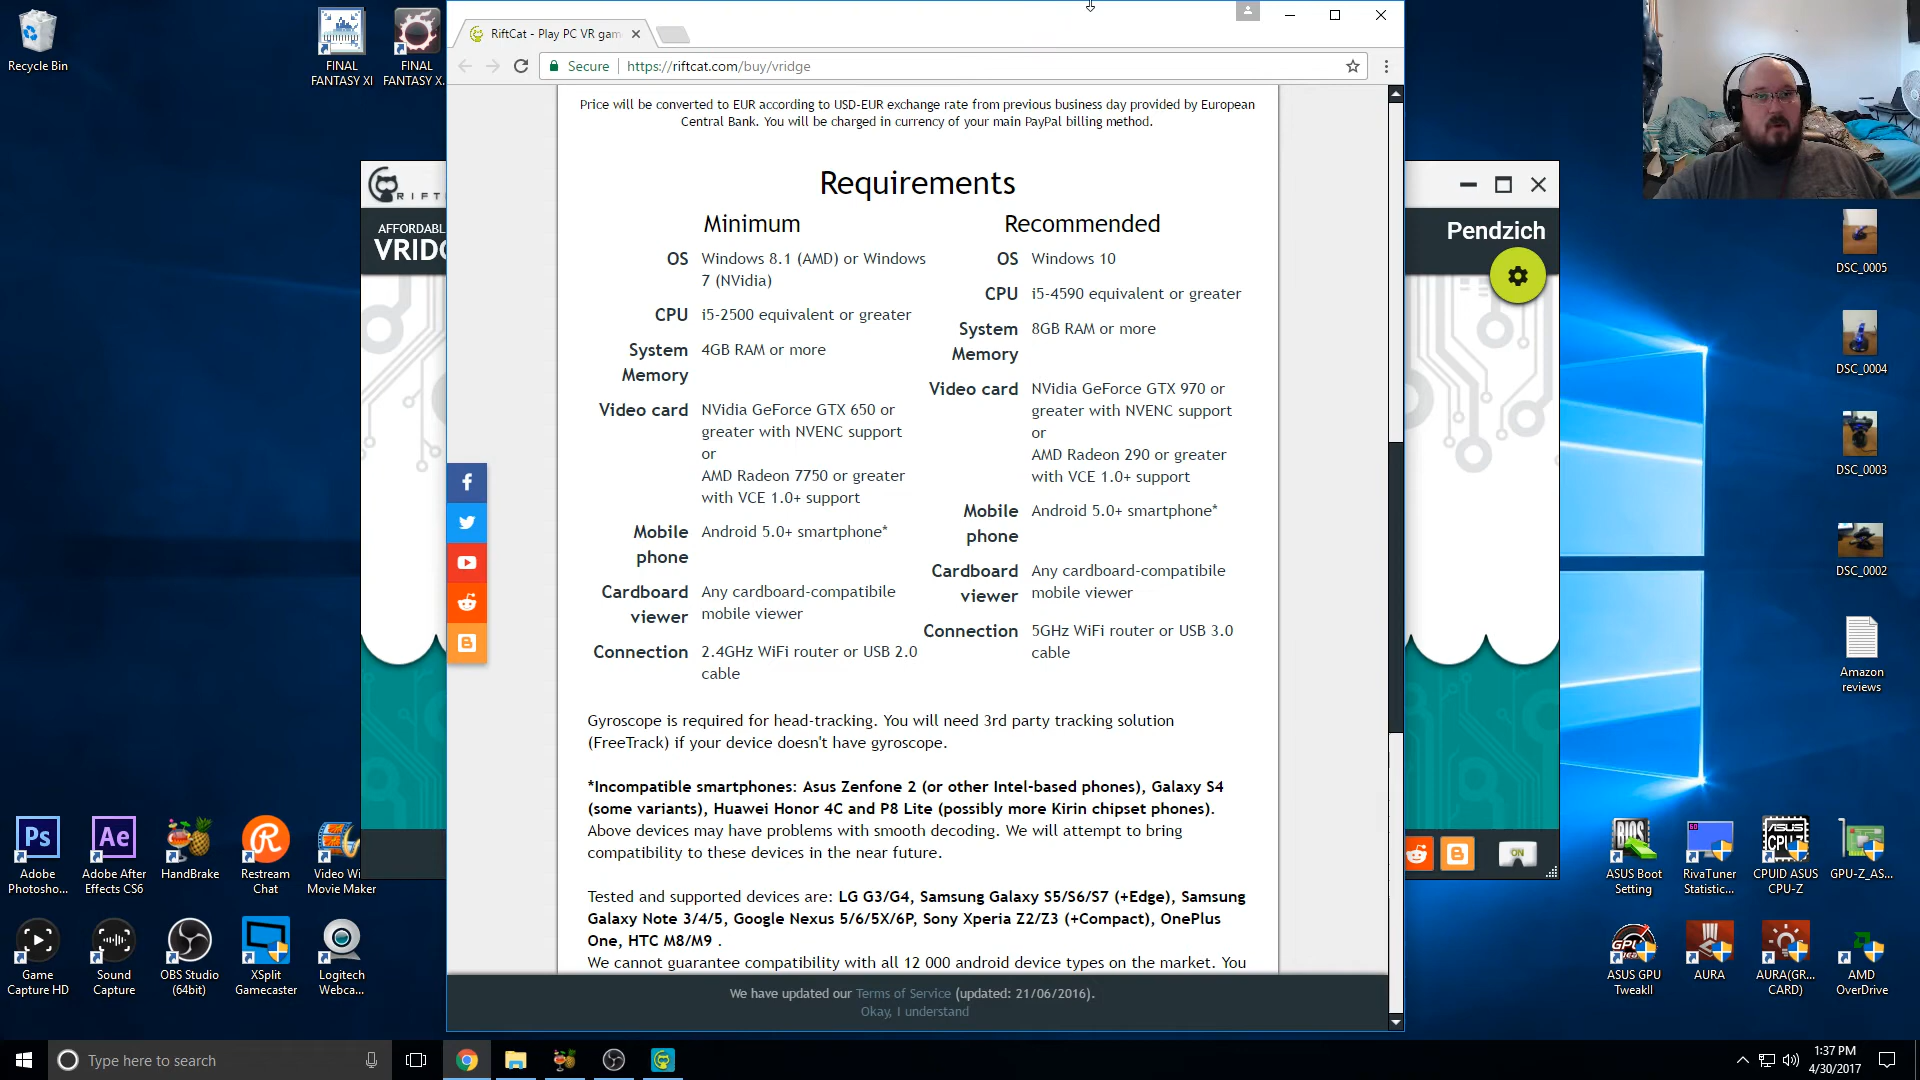 Recycle Bin
FINAL
FANTASY XI
FINAL
FANTASY X...
RiftCat - Play PC VR gam
Secure
https://riftcat.com/buy/vridge
Price will be converted to EUR according to USD-EUR exchange rate from previous business day provided by European
Central Bank. You will be charged in currency of your main PayPal billing method.
Requirements
Minimum
OS Windows 8.1 (AMD) or Windows
7 (NVidia)
CPU i5-2500 equivalent or greater
System 4GB RAM or more
Memory
Video card NVidia GeForce GTX 650 or
greater with NVENC support
or
AMD Radeon 7750 or greater
with VCE 1.0+ support
Mobile Android 5.0+ smartphone*
phone
Cardboard Any cardboard-compatibile
viewer mobile viewer
Connection 2.4GHz WiFi router or USB 2.0
cable
Recommended
OS Windows 10
CPU i5-4590 equivalent or greater
System 8GB RAM or more
Memory
Video card NVidia GeForce GTX 970 or
greater with NVENC support
or
AMD Radeon 290 or greater
with VCE 1.0+ support
Mobile Android 5.0+ smartphone*
phone
Cardboard Any cardboard-compatibile
viewer mobile viewer
Connection 5GHz WiFi router or USB 3.0
cable
Gyroscope is required for head-tracking. You will need 3rd party tracking solution
(FreeTrack) if your device doesn't have gyroscope.
*Incompatible smartphones: Asus Zenfone 2 (or other Intel-based phones), Galaxy S4
(some variants), Huawei Honor 4C and P8 Lite (possibly more Kirin chipset phones).
Above devices may have problems with smooth decoding. We will attempt to bring
compatibility to these devices in the near future.
Tested and supported devices are: LG G3/G4, Samsung Galaxy S5/S6/S7 (+Edge), Samsung
Galaxy Note 3/4/5, Google Nexus 5/6/5X/6P, Sony Xperia Z2/Z3 (+Compact), OnePlus
One, HTC M8/M9 .
We cannot guarantee compatibility with all 12 000 android device types on the market. You
We have updated our Terms of Service (updated: 21/06/2016).
Okay, I understand
RIFT
AFFORDABL
VRIDG
Pendzich
ON
DSC_0005
DSC_0004
DSC_0003
DSC_0002
Amazon
reviews
Ps
Adobe
Photosho...
Ae
Adobe After
Effects CS6
HandBrake
Restream
Chat
Video Wi...
Movie Maker
Game
Capture HD
Sound
Capture
OBS Studio
(64bit)
XSplit
Gamecaster
Logitech
Webca...
BIOS
ASUS Boot
Setting
60
RivaTuner
Statistic...
ASUS
CPU-Z
CPUID ASUS
CPU-Z
GPU-Z_AS...
GPU
ASUS GPU
TweakII
AURA
AURA(GR...
CARD)
AMD
OverDrive
Type here to search
1:37 PM
4/30/2017